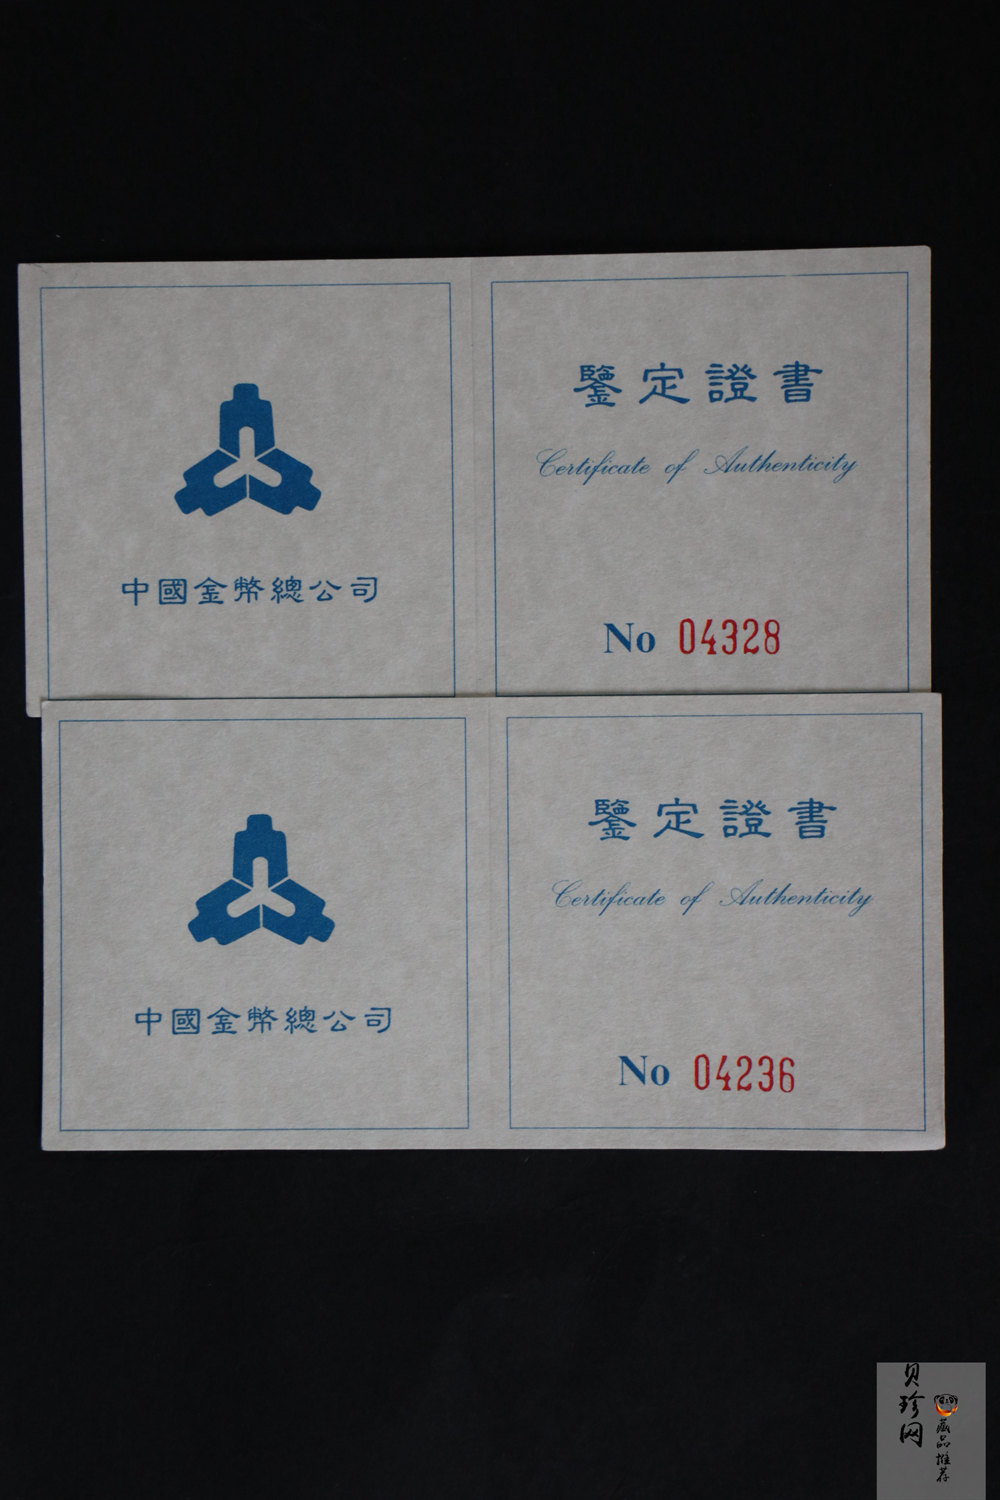 鑒定證書
Certificate of Authenticity
中國金幣總公司
No 04328
鑒定證書
Certificate of Authenticity
中國金幣總公司
No 04236
贝珍网
藏品推荐